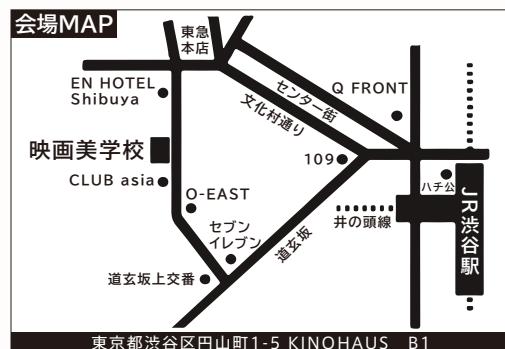 会場MAP
東急
本店
EN HOTEL
Shibuya
センター街
文化村通り
Q FRONT
映画美学校
109
CLUB asia
ハチ公
O-EAST
JR渋谷駅
井の頭線
セブン
イレブン
道玄坂
道玄坂上交番
東京都渋谷区円山町1-5 KINOHAUS B1